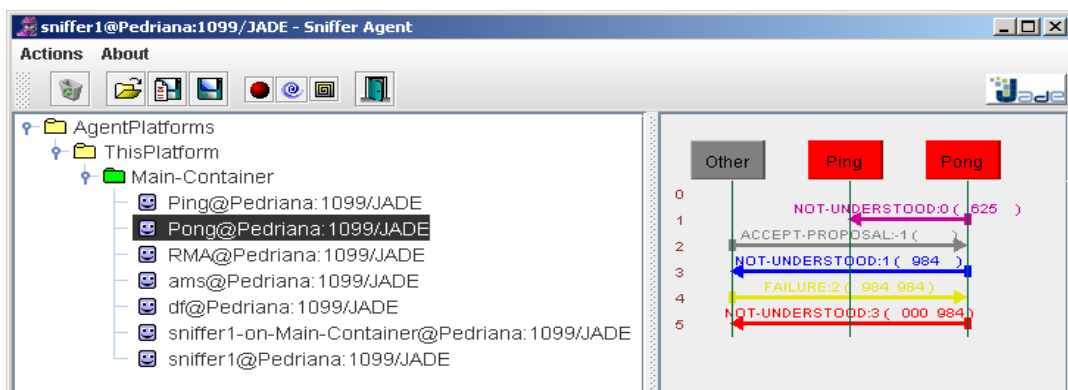 sniffer1@Pedriana:1099/JADE - Sniffer Agent
Actions About
Jade
AgentPlatforms
ThisPlatform
Main-Container
Ping@Pedriana:1099/JADE
Pong@Pedriana:1099/JADE
RMA@Pedriana:1099/JADE
ams@Pedriana:1099/JADE
df@Pedriana:1099/JADE
sniffer1-on-Main-Container@Pedriana:1099/JADE
sniffer1@Pedriana:1099/JADE
Other Ping Pong
0
NOT-UNDERSTOOD:0 ( 625 )
1
ACCEPT-PROPOSAL:-1 ( )
2
NOT-UNDERSTOOD:1 ( 984 )
3
FAILURE:2 ( 984 984 )
4
NOT-UNDERSTOOD:3 ( 000 984 )
5